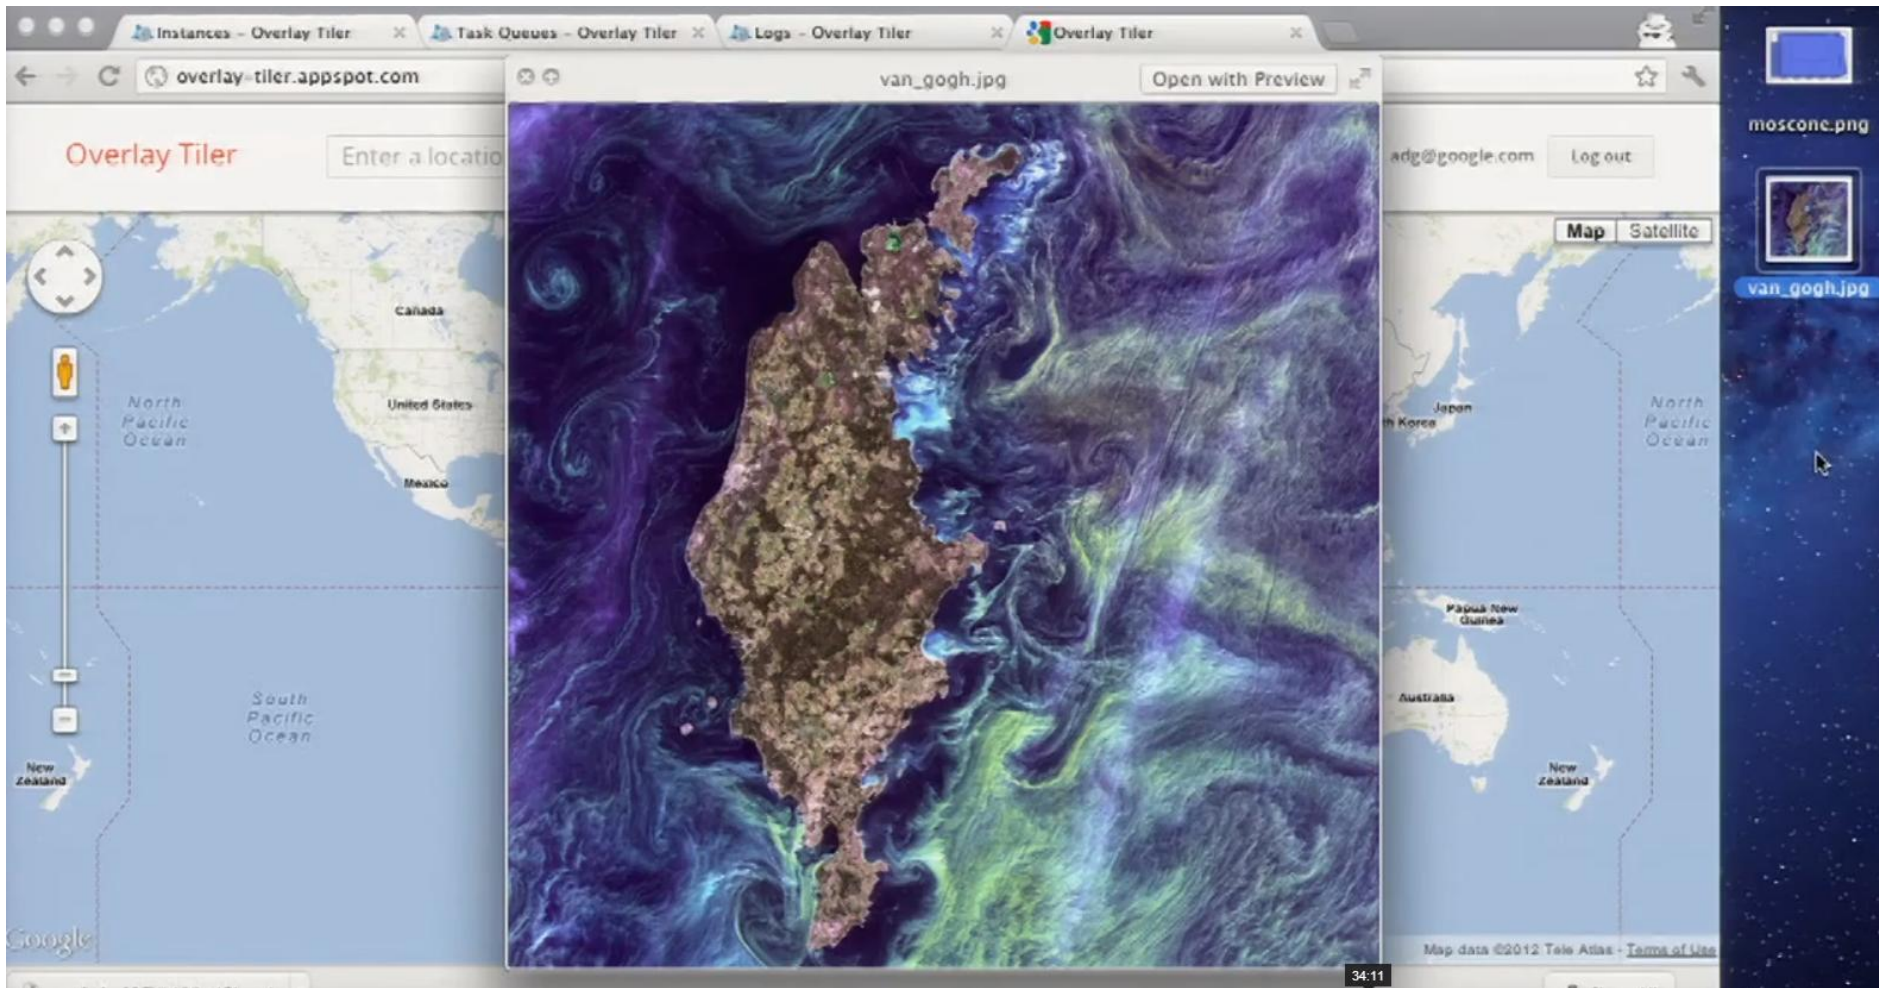 Instances - Overlay Tiler
Task Queues - Overlay Tiler
Logs - Overlay Tiler
Overlay Tiler
overlay-tiler.appspot.com
van_gogh.jpg
Open with Preview
moscone.png
Overlay Tiler
Enter a locatio
adg@google.com
Log out
Map
Satellite
van_gogh.jpg
Canada
United States
Mexico
North
Pacific
Ocean
South
Pacific
Ocean
New
Zealand
Google
Japan
th Korea
North
Pacific
Ocean
Papua New
Guinea
Australia
New
Zealand
Map data ©2012 Tele Atlas - Terms of Use
34:11